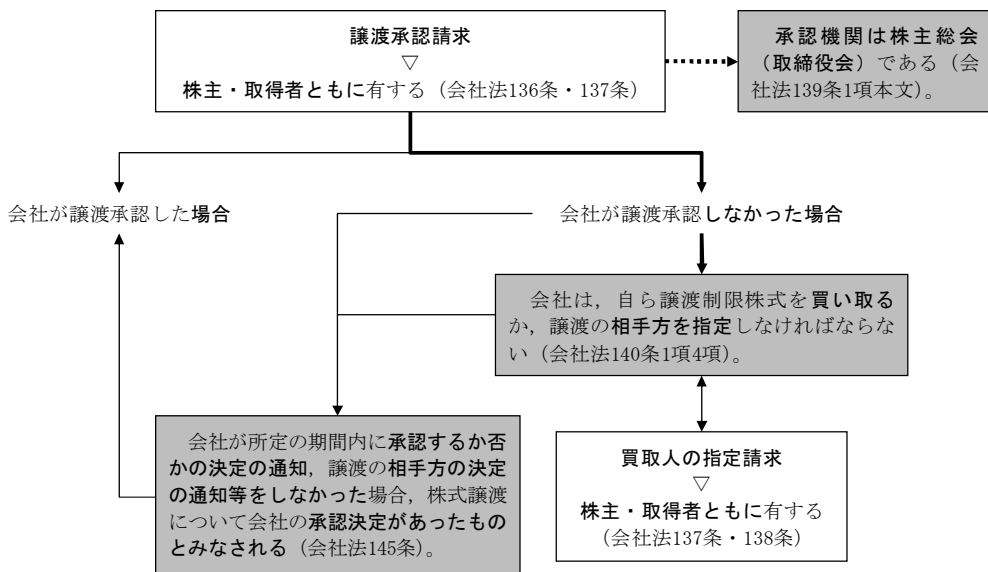 譲渡承認請求
▽
株主・取得者ともに有する（会社法136条・137条）
承認機関は株主総会
（取締役会）である（会
社法139条1項本文）。
会社が譲渡承認した場合
会社が譲渡承認しなかった場合
会社は，自ら譲渡制限株式を買い取る
か，譲渡の相手方を指定しなければならな
い（会社法140条1項4項）。
会社が所定の期間内に承認するか否
かの決定の通知，譲渡の相手方の決定
の通知等をしなかった場合，株式譲渡
について会社の承認決定があったもの
とみなされる（会社法145条）。
買取人の指定請求
▽
株主・取得者ともに有する
（会社法137条・138条）